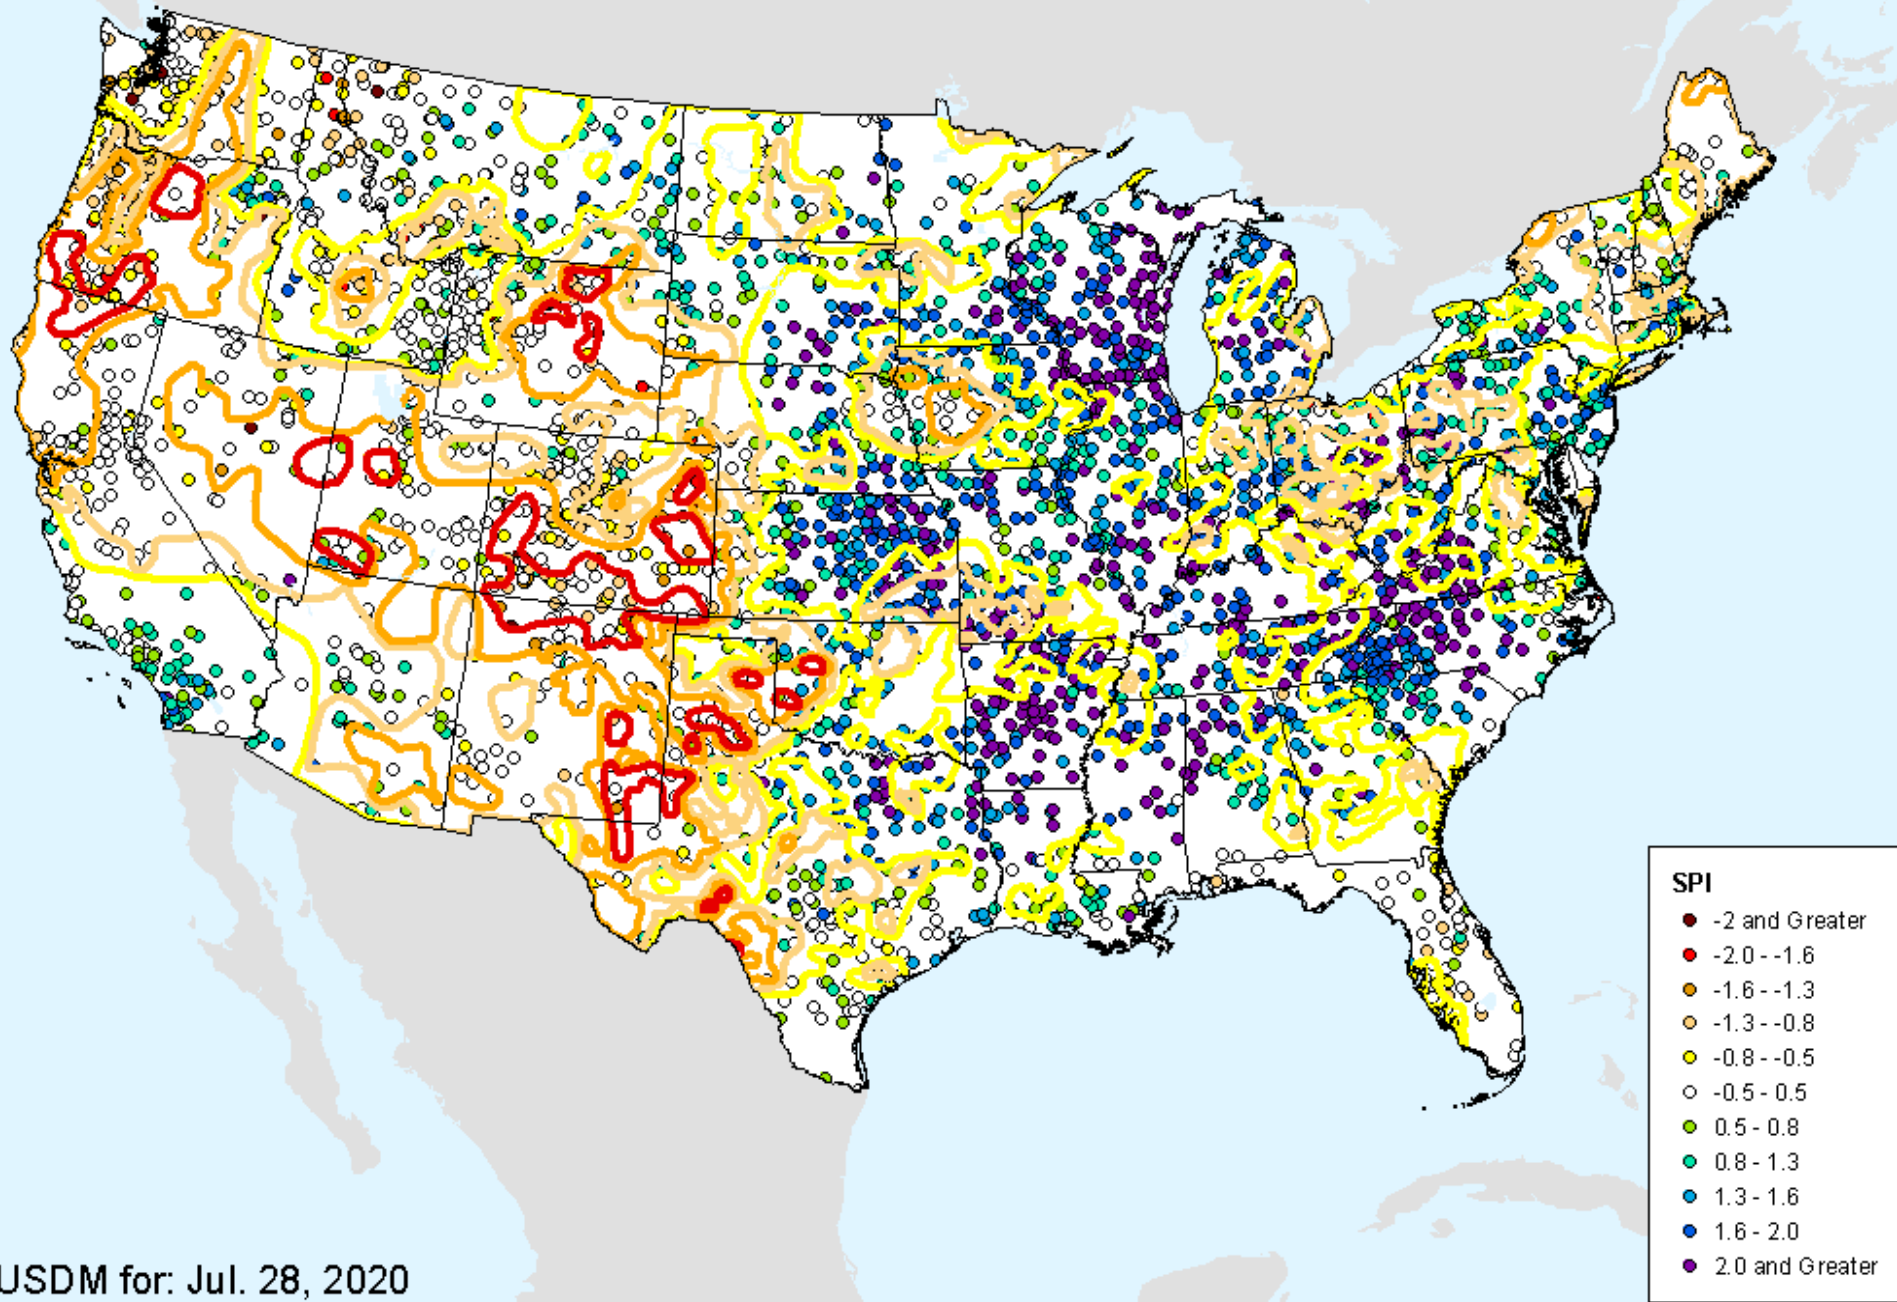 SPI
-2 and Greater
-2.0 - -1.6
-1.6 - -1.3
-1.3 - -0.8
-0.8 - -0.5
-0.5 - 0.5
0.5 - 0.8
0.8 - 1.3
1.3 - 1.6
1.6 - 2.0
2.0 and Greater
USDM for: Jul. 28, 2020